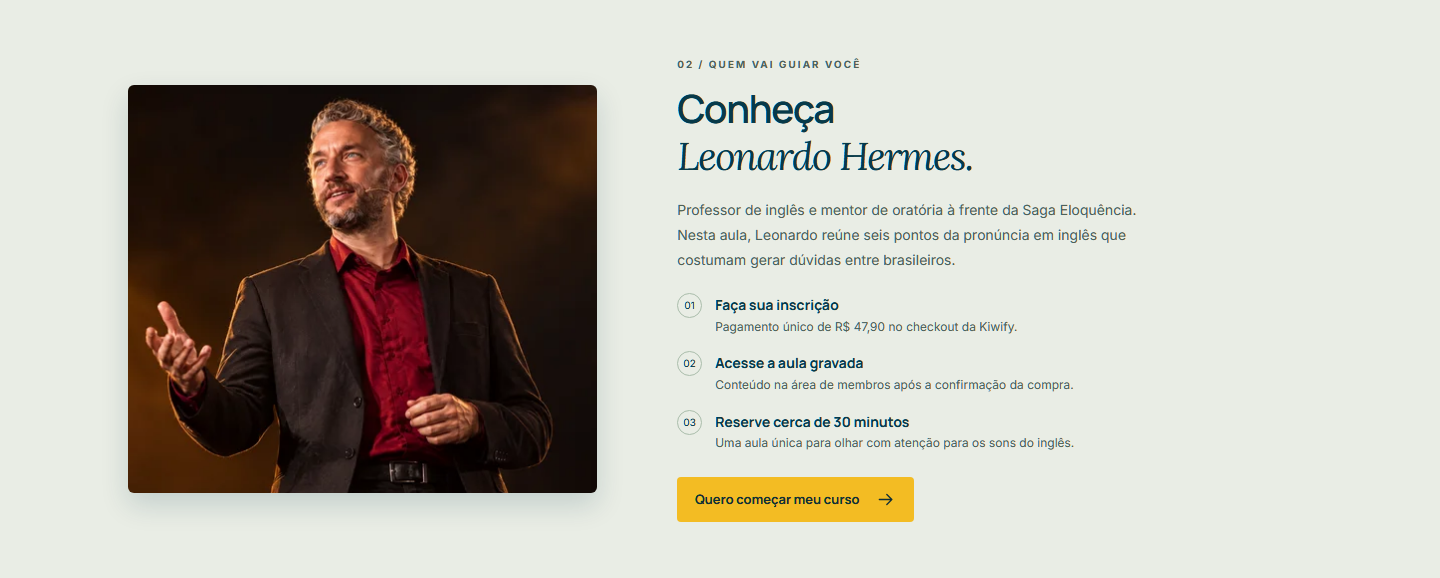 02 / QUEM VAI GUIAR VOCÊ
Conheça
Leonardo Hermes.
Professor de inglês e mentor de oratória à frente da Saga Eloquência.
Nesta aula, Leonardo reúne seis pontos da pronúncia em inglês que
costumam gerar dúvidas entre brasileiros.
01 Faça sua inscrição
Pagamento único de R$ 47,90 no checkout da Kiwify.
02 Acesse a aula gravada
Conteúdo na área de membros após a confirmação da compra.
03 Reserve cerca de 30 minutos
Uma aula única para olhar com atenção para os sons do inglês.
Quero começar meu curso →